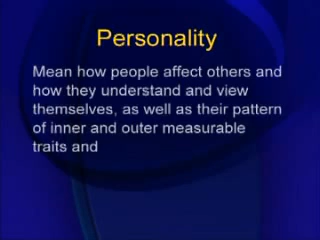 Personality
Mean how people affect others and
how they understand and view
themselves, as well as their pattern
of inner and outer measurable
traits and